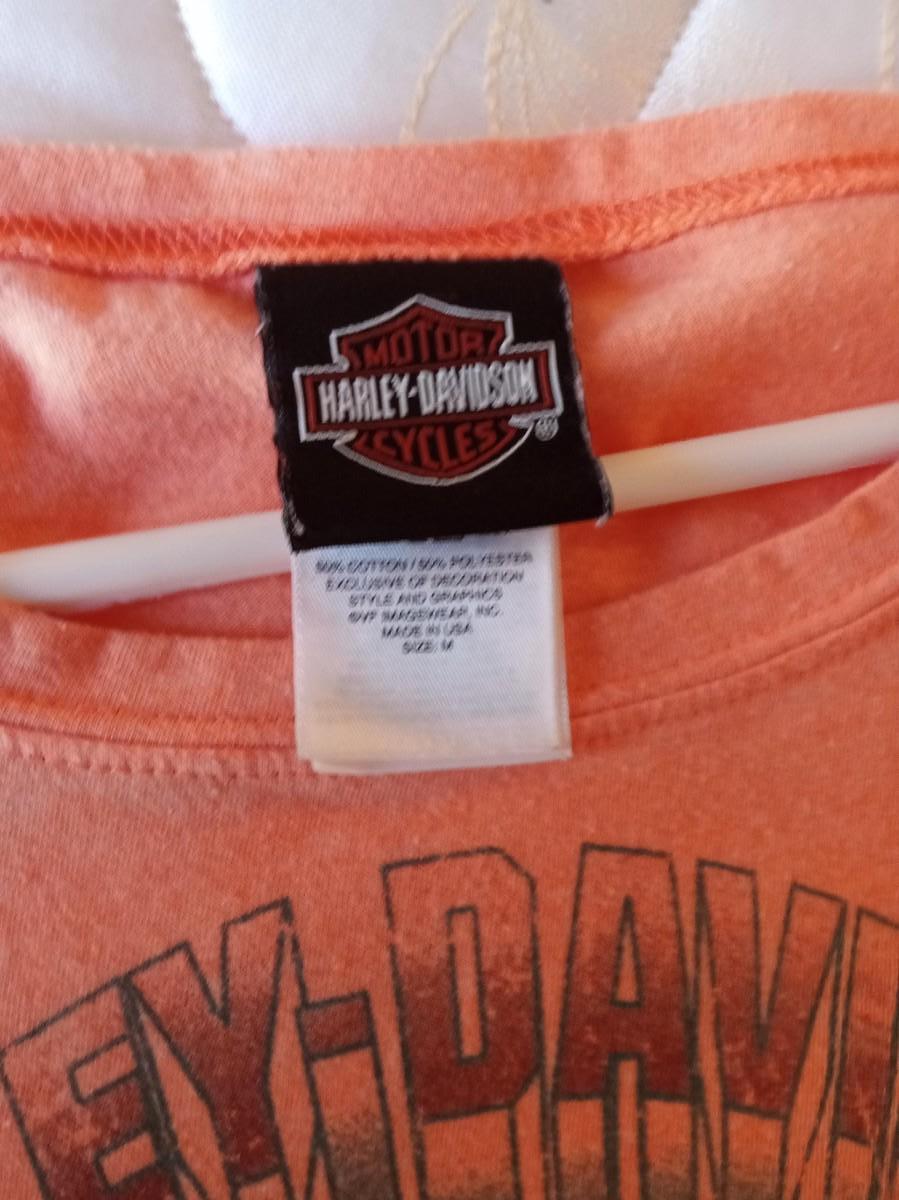 MOTOR
HARLEY-DAVIDSON
CYCLES
®
50% COTTON / 50% POLYESTER
EXCLUSIVE OF DECORATION
STYLE AND GRAPHICS
©VF IMAGEWEAR, INC.
MADE IN USA
SIZE: M
EY-DAVI